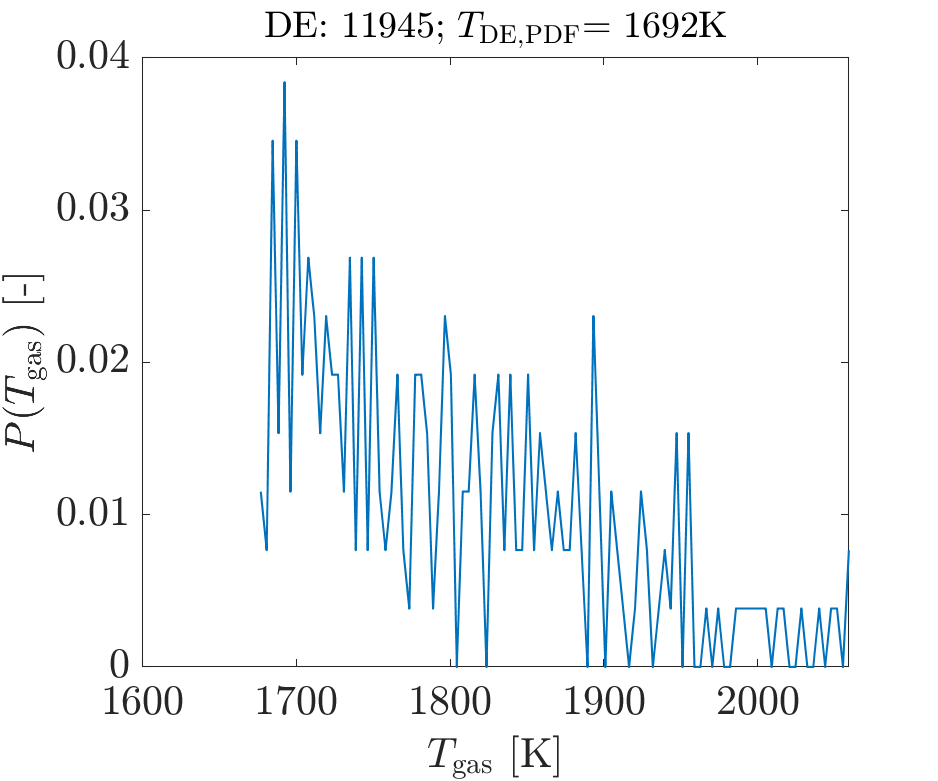 DE: 11945; T_DE,PDF= 1692K
0.04
0.03
0.02
0.01
0
P(T_gas) [-]
1600 1700 1800 1900 2000
T_gas [K]